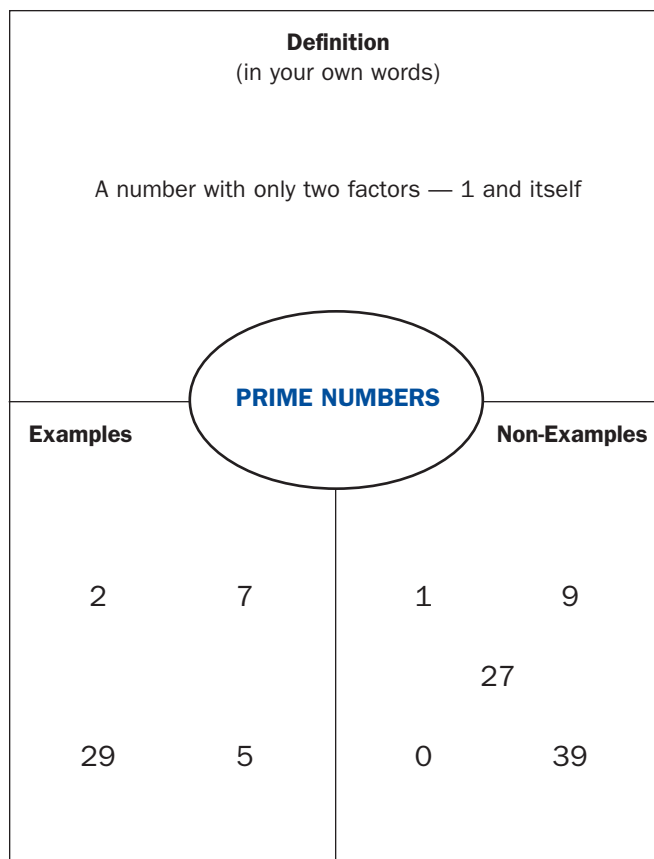 Definition
(in your own words)
A number with only two factors — 1 and itself
PRIME NUMBERS
Examples
2 7
29 5
Non-Examples
1 9
27
0 39